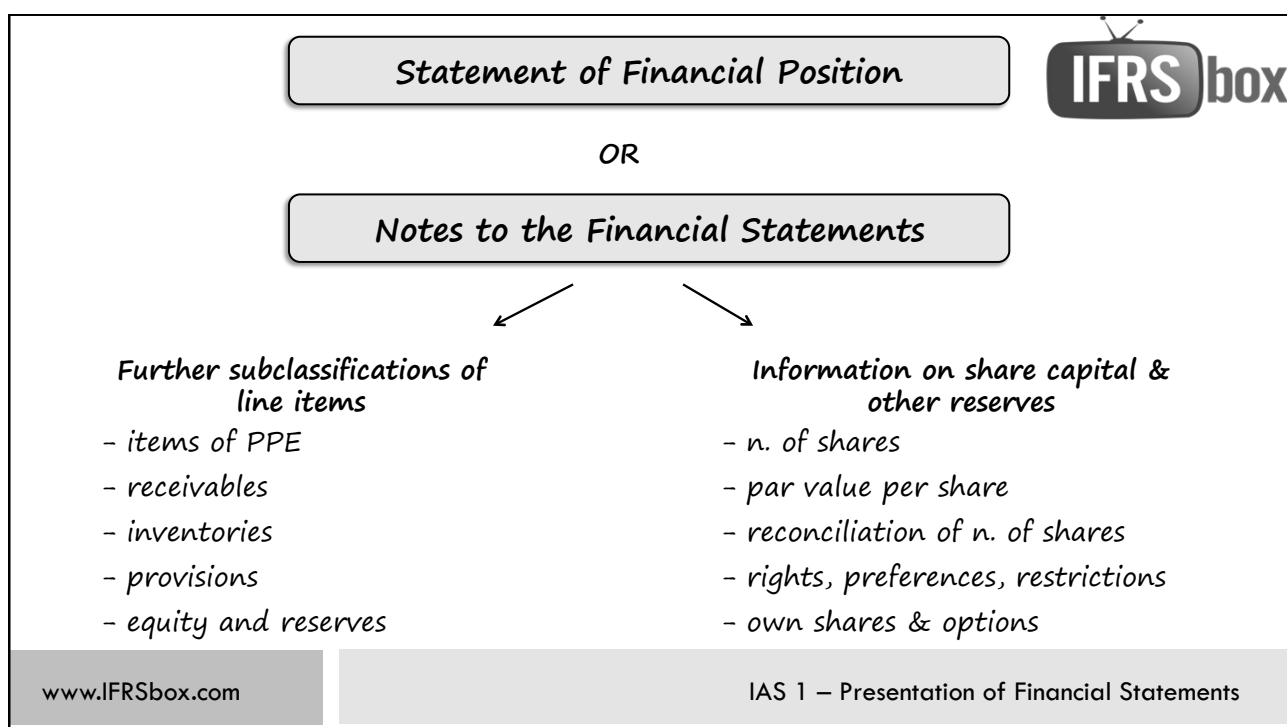 Statement of Financial Position
IFRS box
OR
Notes to the Financial Statements
Further subclassifications of
line items
- items of PPE
- receivables
- inventories
- provisions
- equity and reserves
Information on share capital &
other reserves
- n. of shares
- par value per share
- reconciliation of n. of shares
- rights, preferences, restrictions
- own shares & options
www.IFRSbox.com
IAS 1 – Presentation of Financial Statements